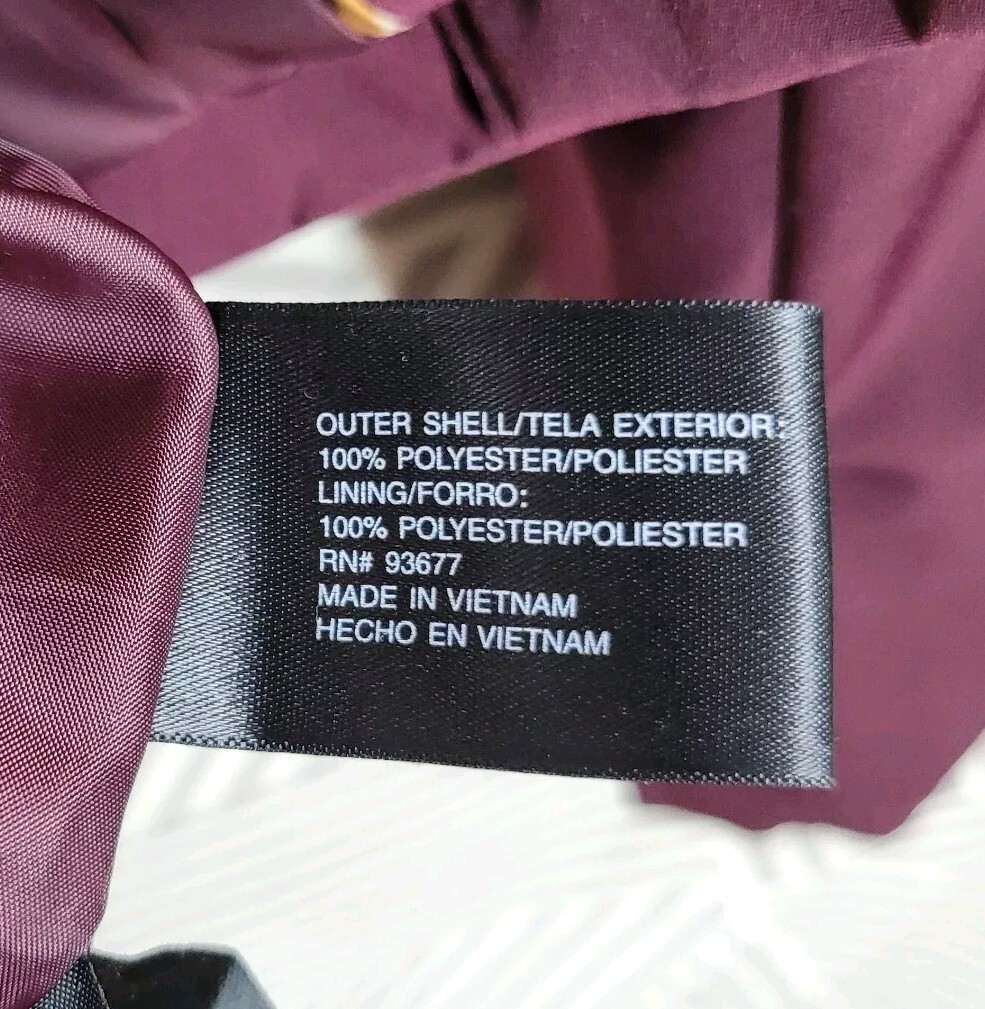 OUTER SHELL/TELA EXTERIOR:
100% POLYESTER/POLIESTER
LINING/FORRO:
100% POLYESTER/POLIESTER
RN# 93677
MADE IN VIETNAM
HECHO EN VIETNAM